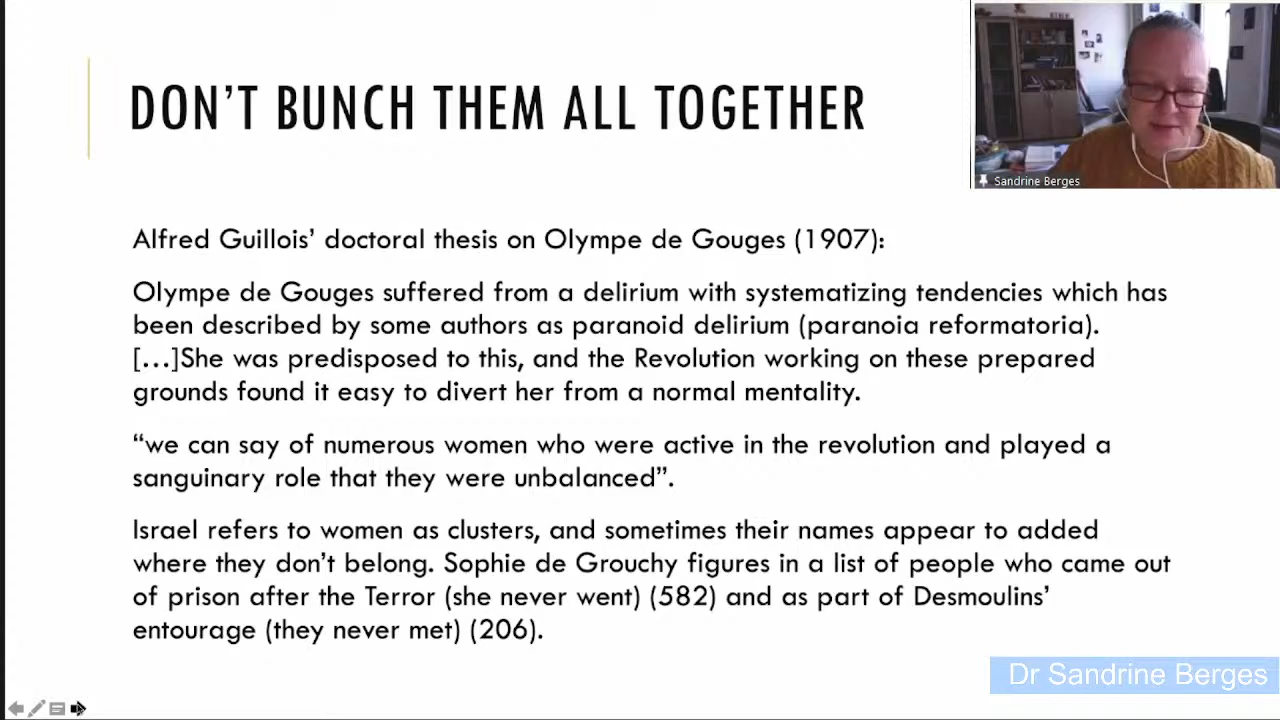 DON'T BUNCH THEM ALL TOGETHER
Sandrine Berges
Alfred Guillois' doctoral thesis on Olympe de Gouges (1907):
Olympe de Gouges suffered from a delirium with systematizing tendencies which has
been described by some authors as paranoid delirium (paranoia reformatoria).
[…]She was predisposed to this, and the Revolution working on these prepared
grounds found it easy to divert her from a normal mentality.
“we can say of numerous women who were active in the revolution and played a
sanguinary role that they were unbalanced”.
Israel refers to women as clusters, and sometimes their names appear to added
where they don't belong. Sophie de Grouchy figures in a list of people who came out
of prison after the Terror (she never went) (582) and as part of Desmoulins'
entourage (they never met) (206).
Dr Sandrine Berges